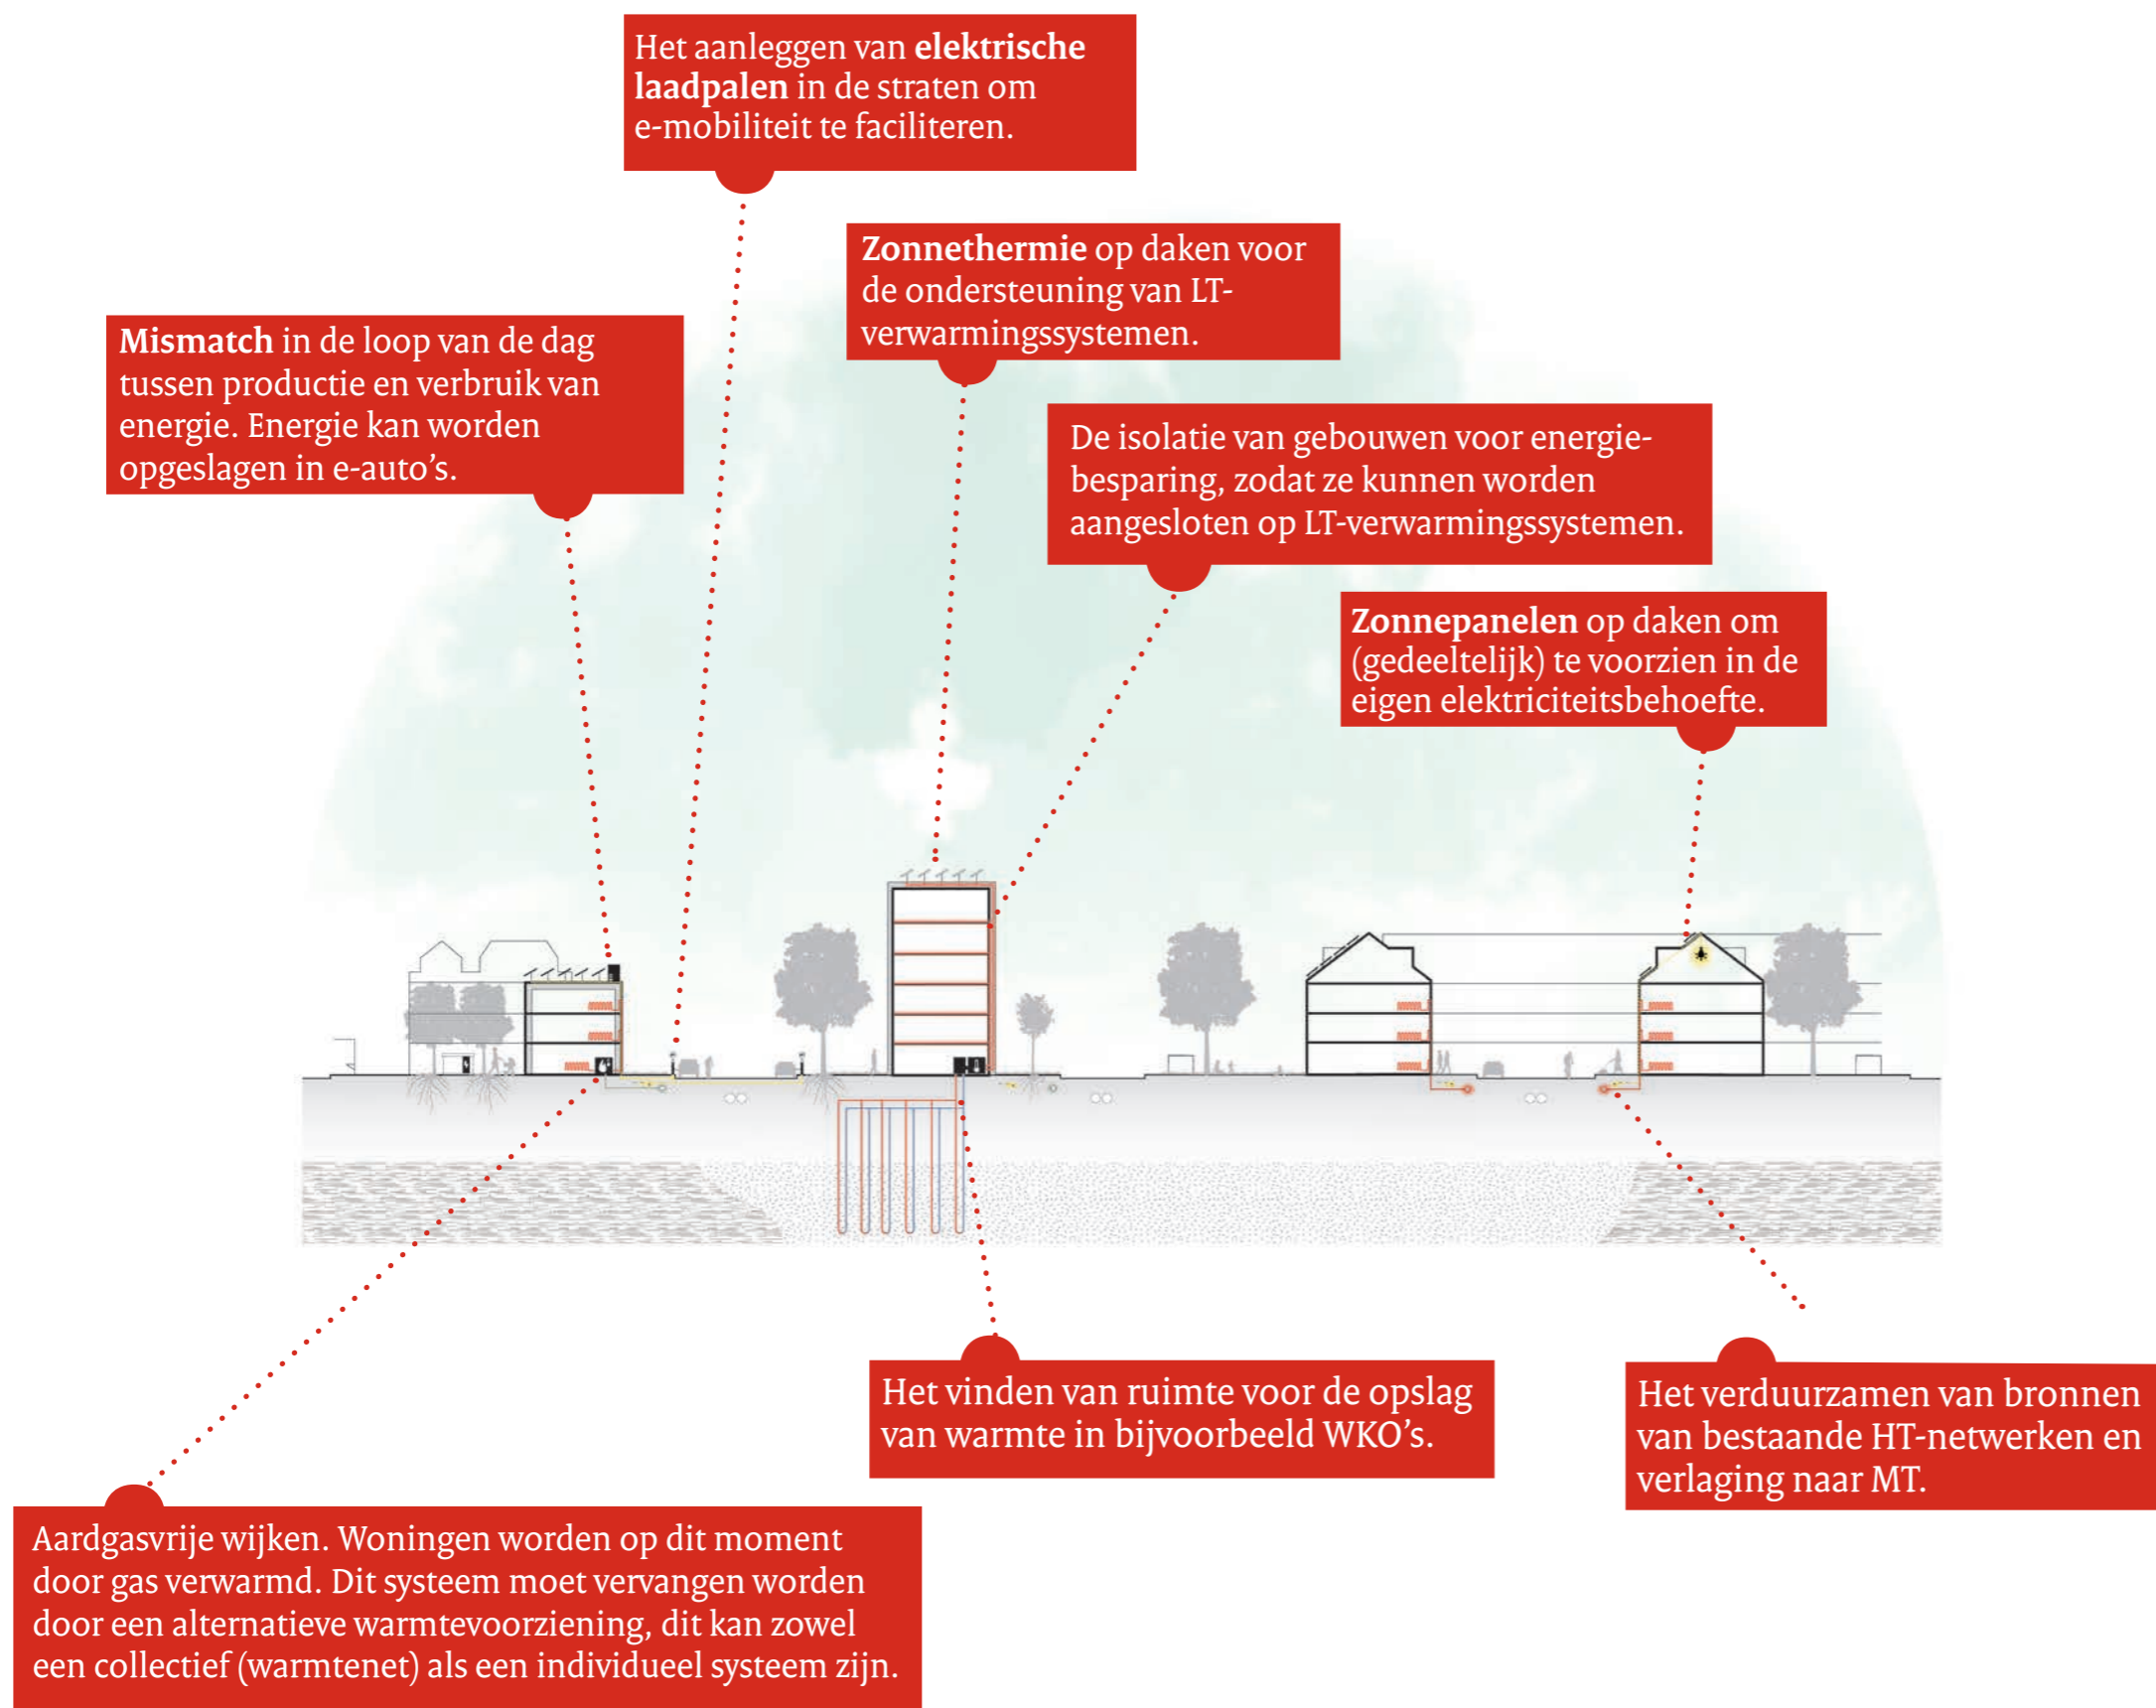 Het aanleggen van elektrische
laadpalen in de straten om
e-mobiliteit te faciliteren.
Zonnethermie op daken voor
de ondersteuning van LT-
verwarmingssystemen.
Mismatch in de loop van de dag
tussen productie en verbruik van
energie. Energie kan worden
opgeslagen in e-auto’s.
De isolatie van gebouwen voor energie-
besparing, zodat ze kunnen worden
aangesloten op LT-verwarmingssystemen.
Zonnepanelen op daken om
(gedeeltelijk) te voorzien in de
eigen elektriciteitsbehoefte.
Het vinden van ruimte voor de opslag
van warmte in bijvoorbeeld WKO’s.
Het verduurzamen van bronnen
van bestaande HT-netwerken en
verlaging naar MT.
Aardgasvrije wijken. Woningen worden op dit moment
door gas verwarmd. Dit systeem moet vervangen worden
door een alternatieve warmtevoorziening, dit kan zowel
een collectief (warmtenet) als een individueel systeem zijn.